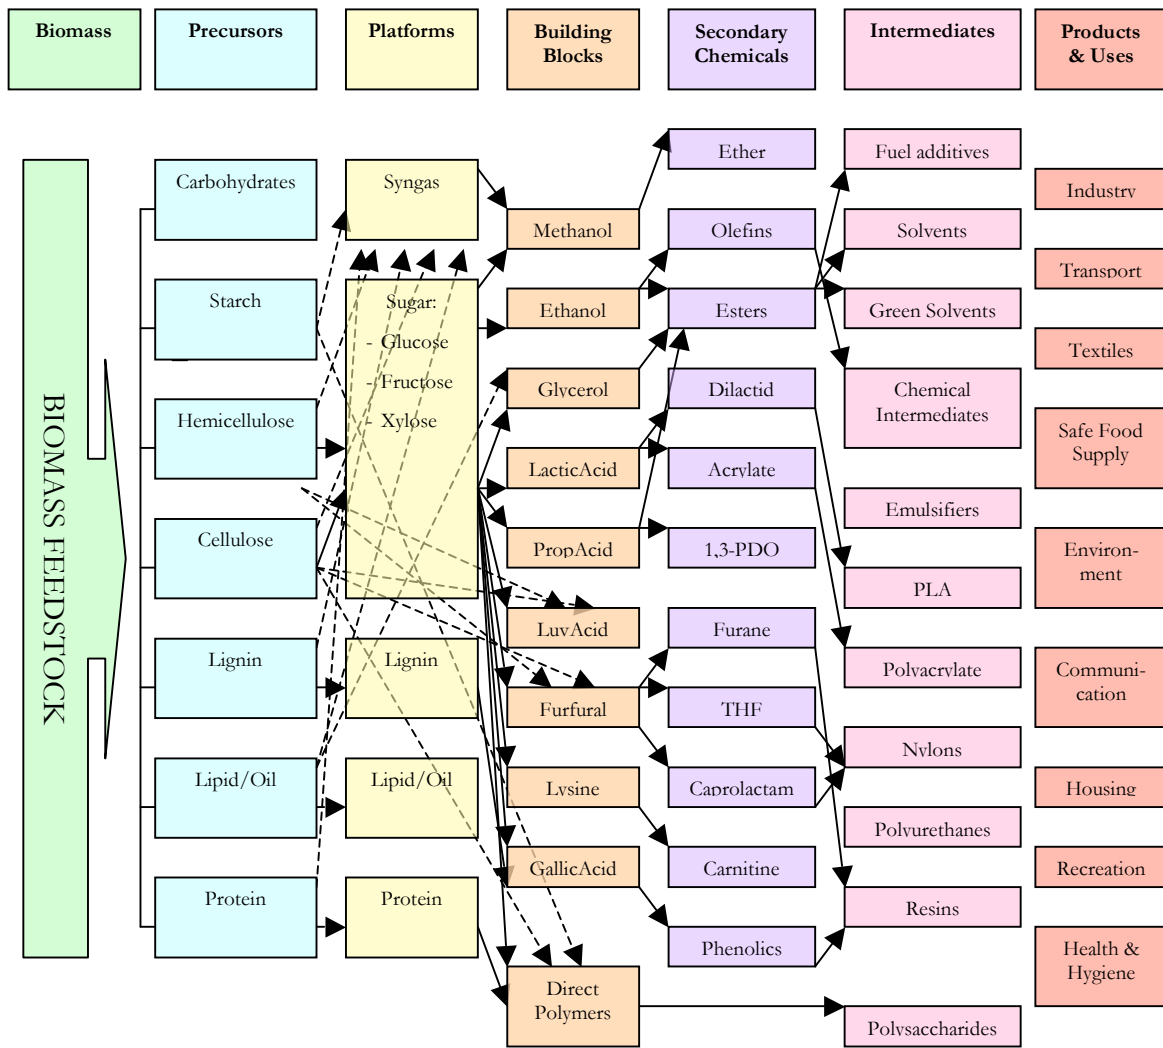 Biomass
Precursors
Platforms
Building
Blocks
Secondary
Chemicals
Intermediates
Products
& Uses
BIOMASS FEEDSTOCK
Carbohydrates
Starch
Hemicellulose
Cellulose
Lignin
Lipid/Oil
Protein
Syngas
Sugar:
- Glucose
- Fructose
- Xylose
Lignin
Lipid/Oil
Protein
Methanol
Ethanol
Glycerol
LacticAcid
PropAcid
LuvAcid
Furfural
Lysine
GallicAcid
Direct
Polymers
Ether
Olefins
Esters
Dilactid
Acrylate
1,3-PDO
Furane
THF
Caprolactam
Carnitine
Phenolics
Fuel additives
Solvents
Green Solvents
Chemical
Intermediates
Emulsifiers
PLA
Polyacrylate
Nylons
Polyurethanes
Resins
Polysaccharides
Industry
Transport
Textiles
Safe Food
Supply
Environ-
ment
Communi-
cation
Housing
Recreation
Health &
Hygiene